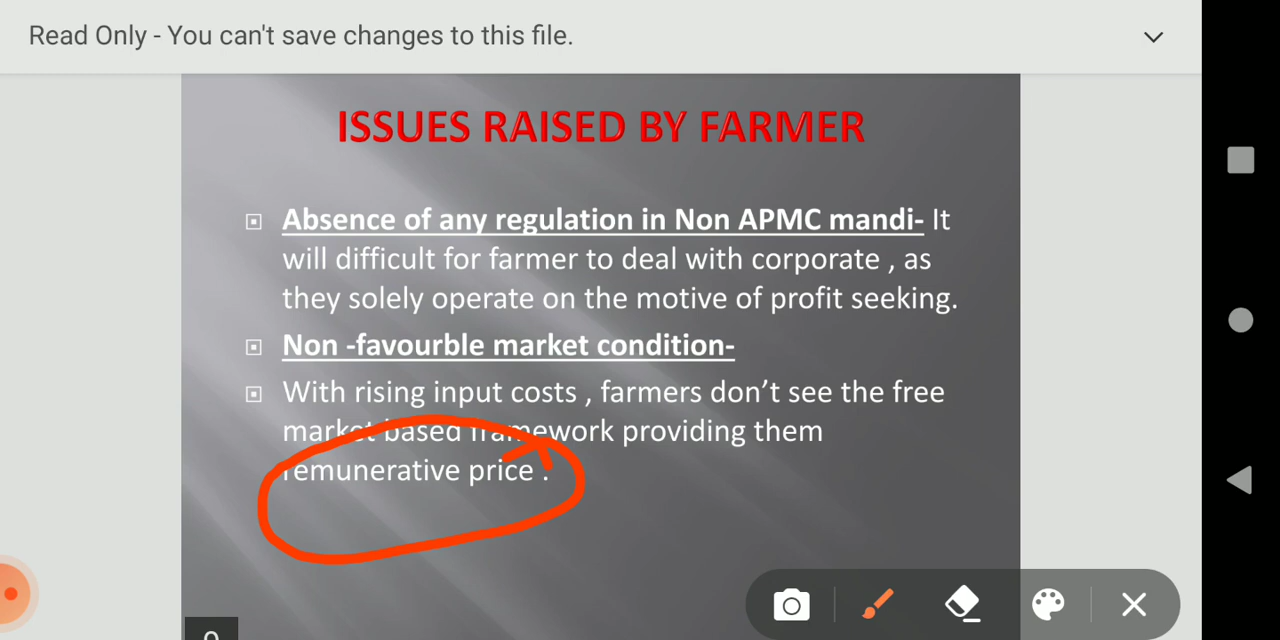 Read Only - You can't save changes to this file.
ISSUES RAISED BY FARMER
Absence of any regulation in Non APMC mandi- It
will difficult for farmer to deal with corporate , as
they solely operate on the motive of profit seeking.
Non -favourble market condition-
With rising input costs , farmers don't see the free
market based framework providing them
remunerative price .